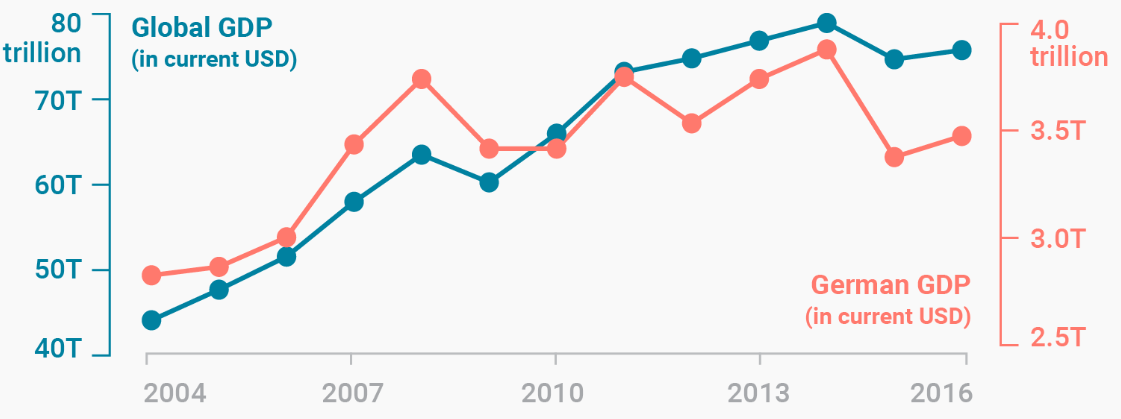 80
trillion
70T
60T
50T
40T
Global GDP
(in current USD)
4.0
trillion
3.5T
3.0T
2.5T
German GDP
(in current USD)
2004 2007 2010 2013 2016